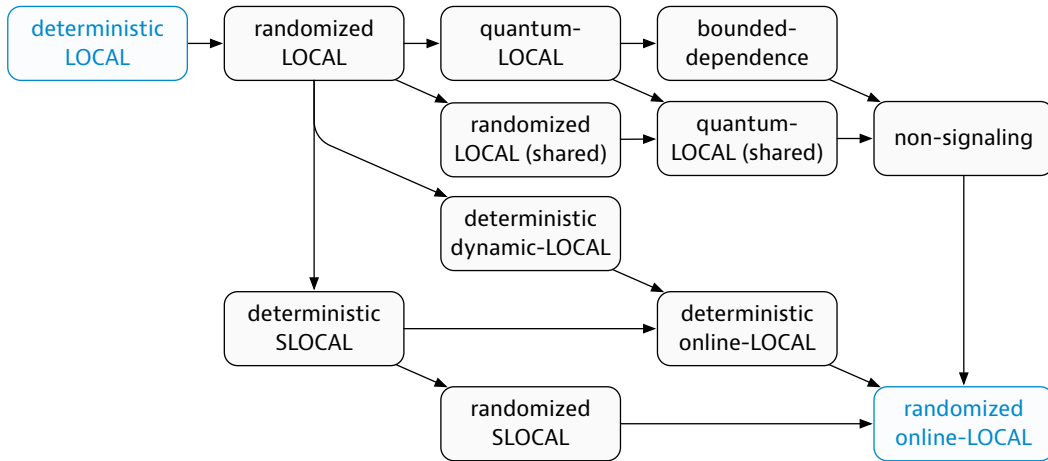 deterministic
LOCAL
randomized
LOCAL
quantum-
LOCAL
bounded-
dependence
randomized
LOCAL (shared)
quantum-
LOCAL (shared)
non-signaling
deterministic
dynamic-LOCAL
deterministic
SLOCAL
deterministic
online-LOCAL
randomized
SLOCAL
randomized
online-LOCAL